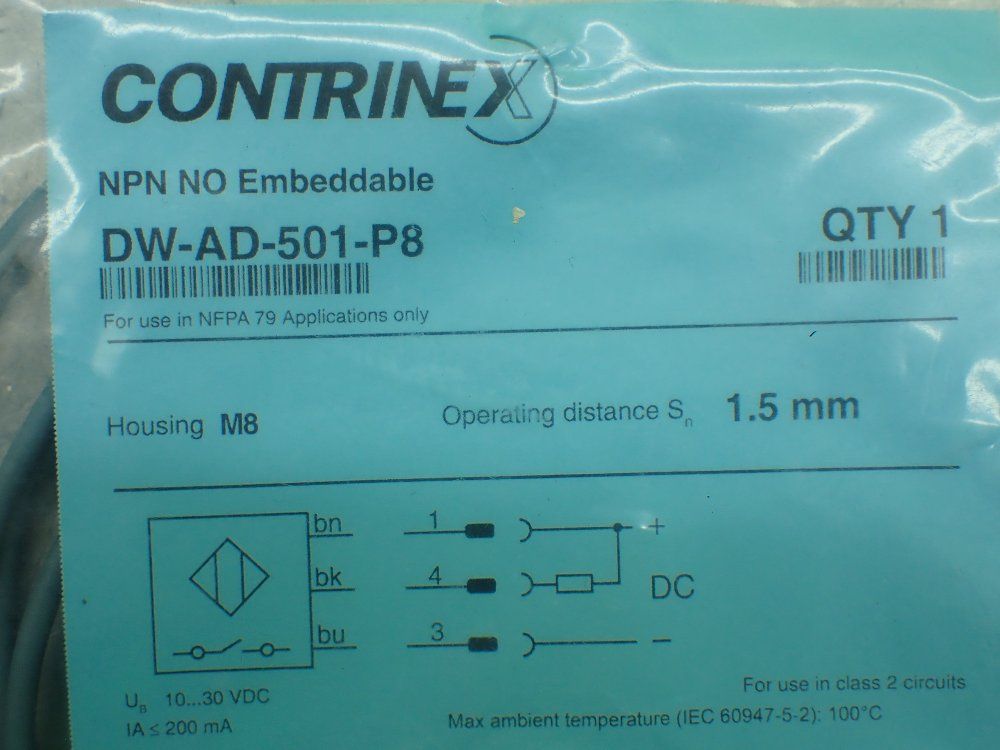 CONTRINEX
NPN NO Embeddable
DW-AD-501-P8
QTY 1
For use in NFPA 79 Applications only
Housing M8
Operating distance Sn 1.5 mm
bn 1 +
bk 4 DC
bu 3 −
UB 10...30 VDC
IA ≤ 200 mA
For use in class 2 circuits
Max ambient temperature (IEC 60947-5-2): 100°C